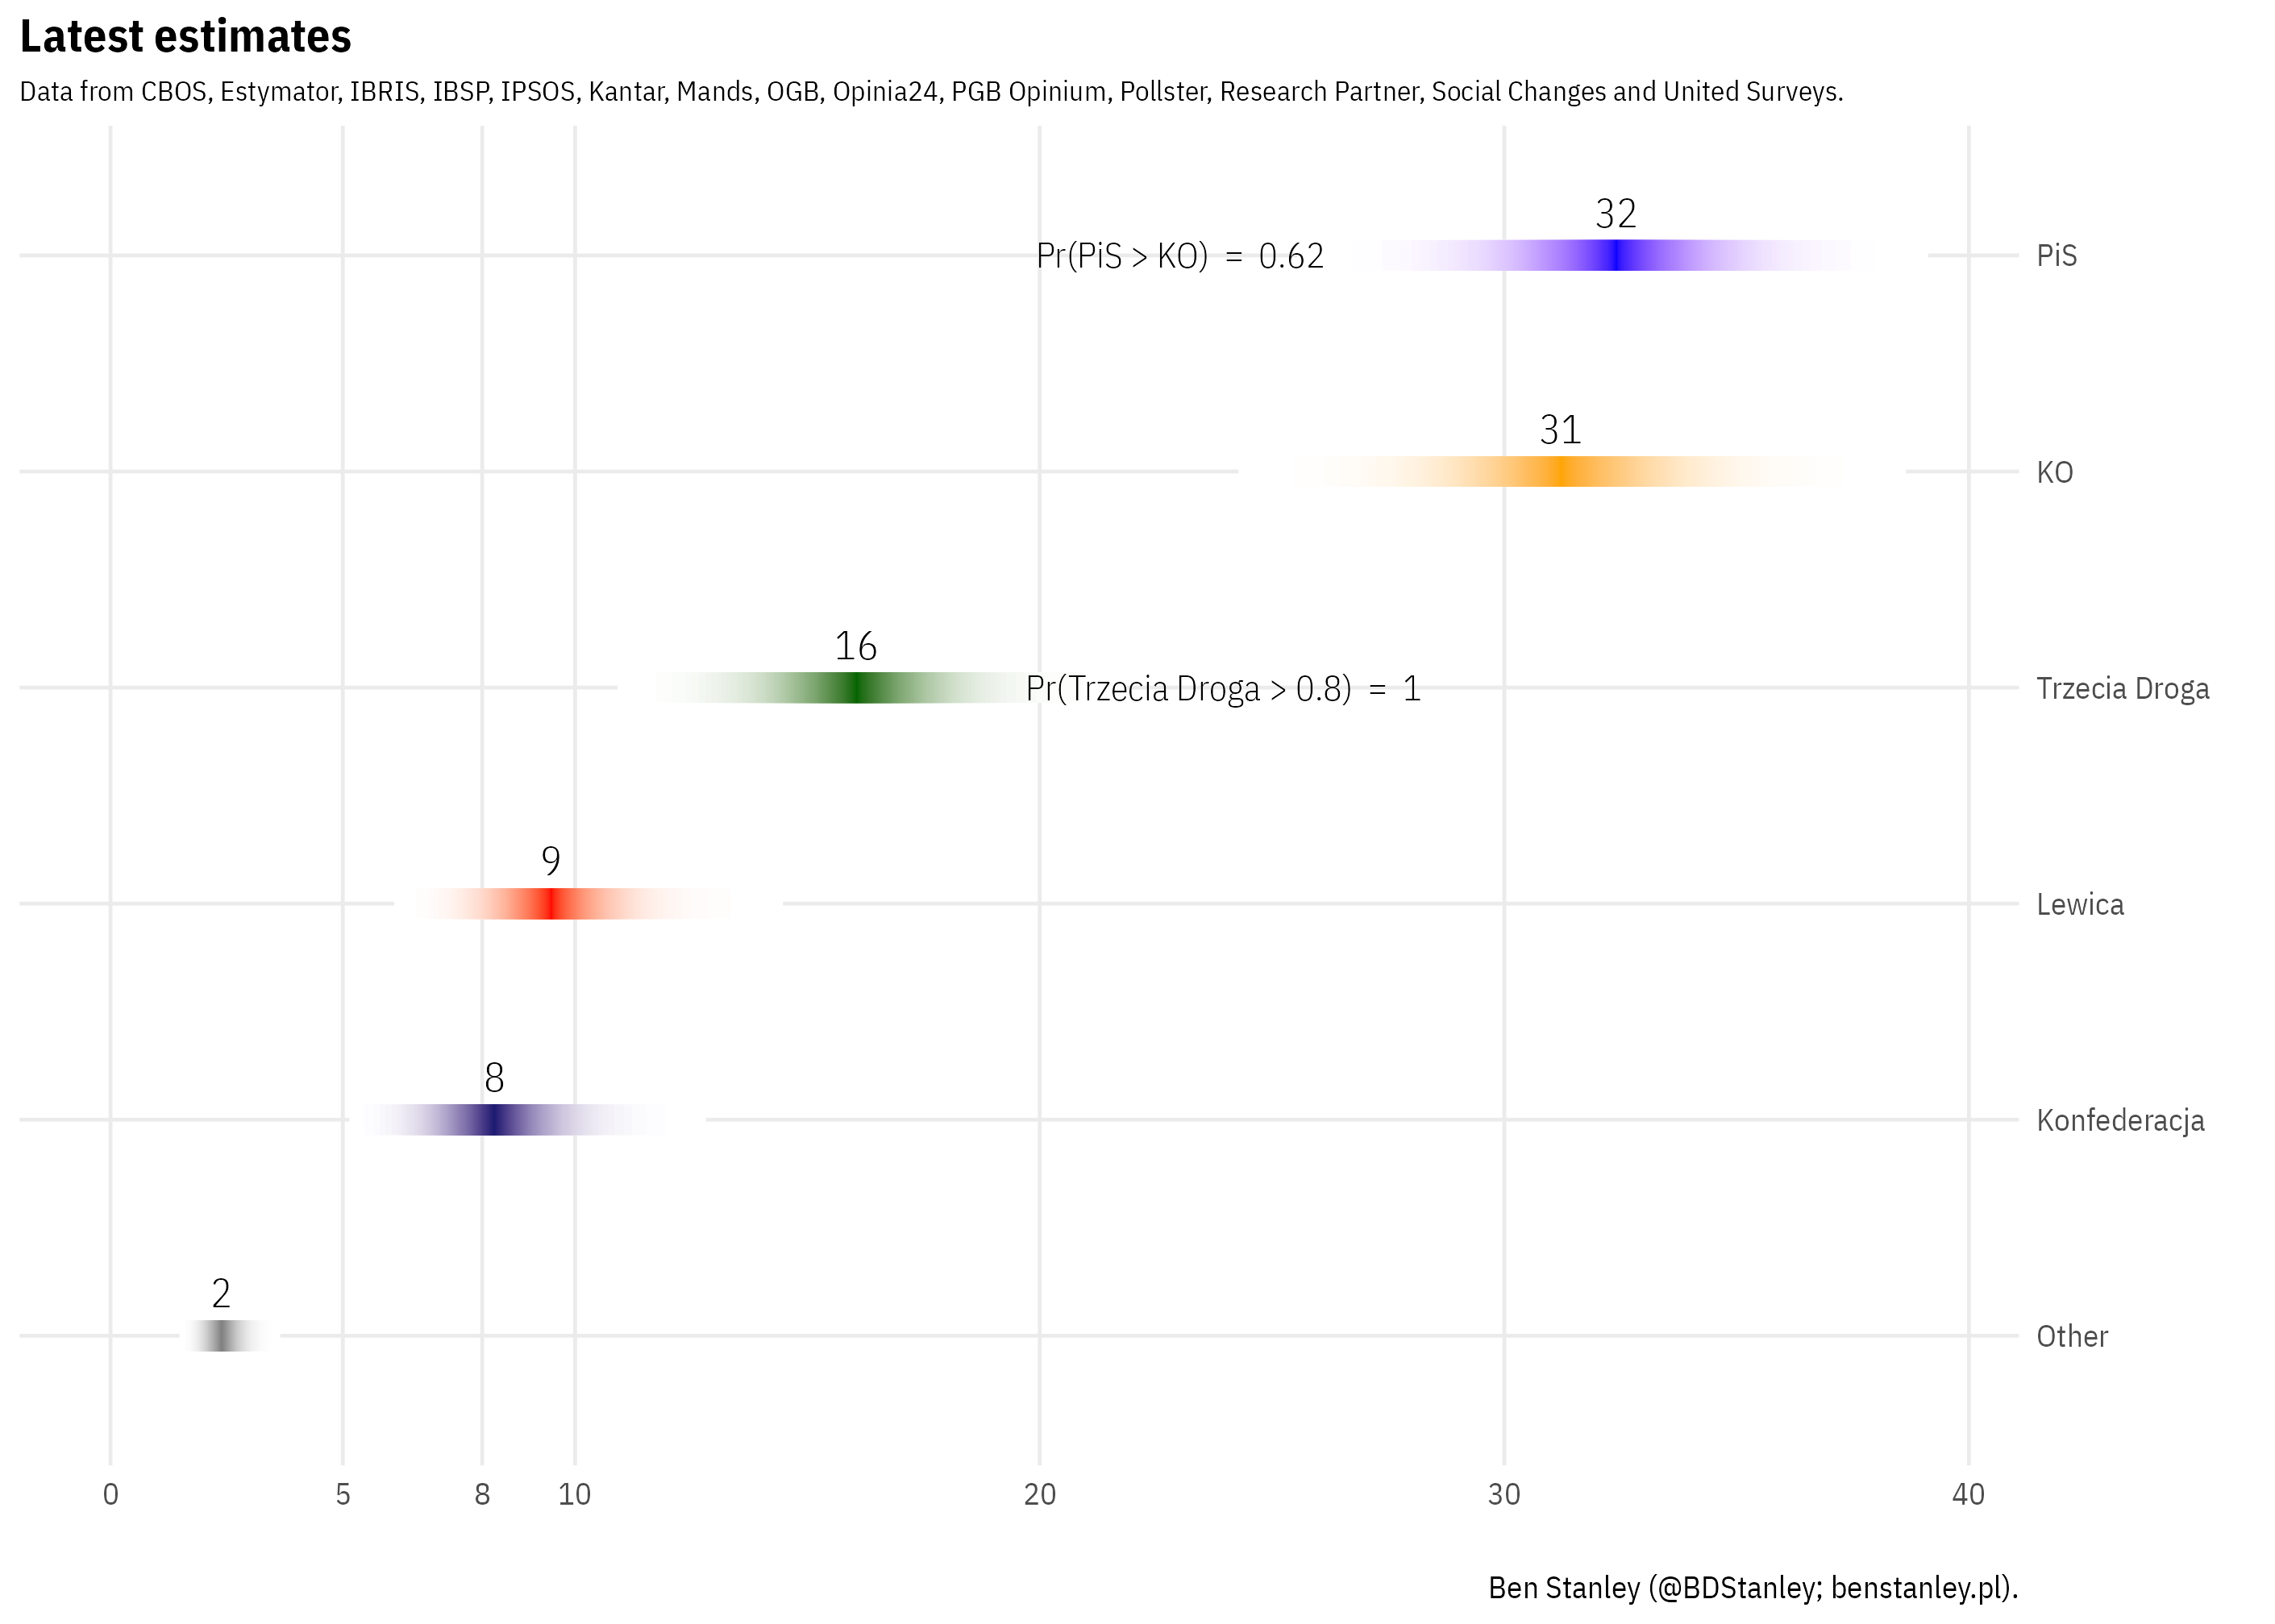 Latest estimates
Data from CBOS, Estymator, IBRIS, IBSP, IPSOS, Kantar, Mands, OGB, Opinia24, PGB Opinium, Pollster, Research Partner, Social Changes and United Surveys.
32
Pr(PiS > KO) = 0.62
PiS
31
KO
16
Pr(Trzecia Droga > 0.8) = 1
Trzecia Droga
9
Lewica
8
Konfederacja
2
Other
0 5 8 10 20 30 40
Ben Stanley (@BDStanley; benstanley.pl).